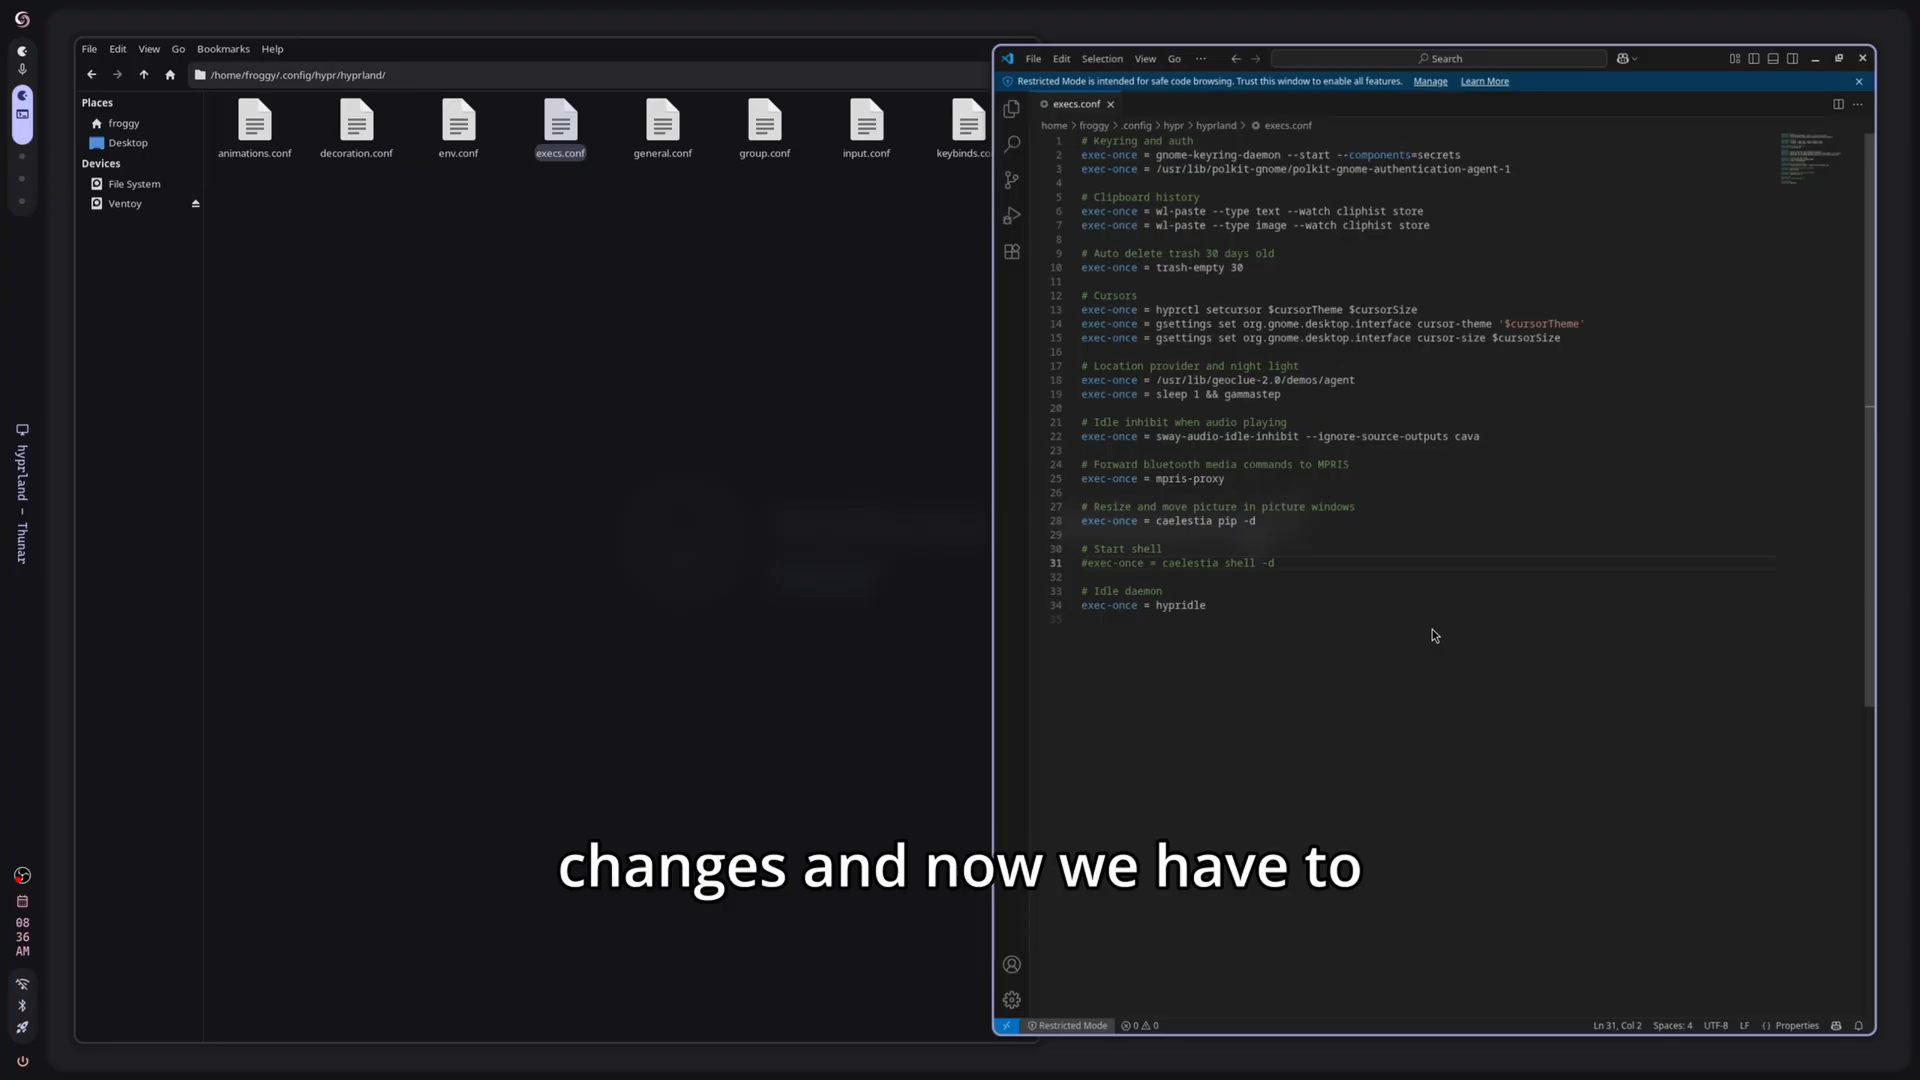 File Edit View Go Bookmarks Help
/home/froggy/.config/hypr/hyprland/
Places
froggy
Desktop
Devices
File System
Ventoy
animations.conf
decoration.conf
env.conf
execs.conf
general.conf
group.conf
input.conf
keybinds.co
hyprland – Thunar
08
36
AM
File Edit Selection View Go ··· Search
Restricted Mode is intended for safe code browsing. Trust this window to enable all features. Manage Learn More
execs.conf
home > froggy > .config > hypr > hyprland > execs.conf
1 # Keyring and auth
2 exec-once = gnome-keyring-daemon --start --components=secrets
3 exec-once = /usr/lib/polkit-gnome/polkit-gnome-authentication-agent-1
4
5 # Clipboard history
6 exec-once = wl-paste --type text --watch cliphist store
7 exec-once = wl-paste --type image --watch cliphist store
8
9 # Auto delete trash 30 days old
10 exec-once = trash-empty 30
11
12 # Cursors
13 exec-once = hyprctl setcursor $cursorTheme $cursorSize
14 exec-once = gsettings set org.gnome.desktop.interface cursor-theme '$cursorTheme'
15 exec-once = gsettings set org.gnome.desktop.interface cursor-size $cursorSize
16
17 # Location provider and night light
18 exec-once = /usr/lib/geoclue-2.0/demos/agent
19 exec-once = sleep 1 && gammastep
20
21 # Idle inhibit when audio playing
22 exec-once = sway-audio-idle-inhibit --ignore-source-outputs cava
23
24 # Forward bluetooth media commands to MPRIS
25 exec-once = mpris-proxy
26
27 # Resize and move picture in picture windows
28 exec-once = caelestia pip -d
29
30 # Start shell
31 #exec-once = caelestia shell -d
32
33 # Idle daemon
34 exec-once = hypridle
35
changes and now we have to
Restricted Mode 0 0 Ln 31, Col 2 Spaces: 4 UTF-8 LF {} Properties